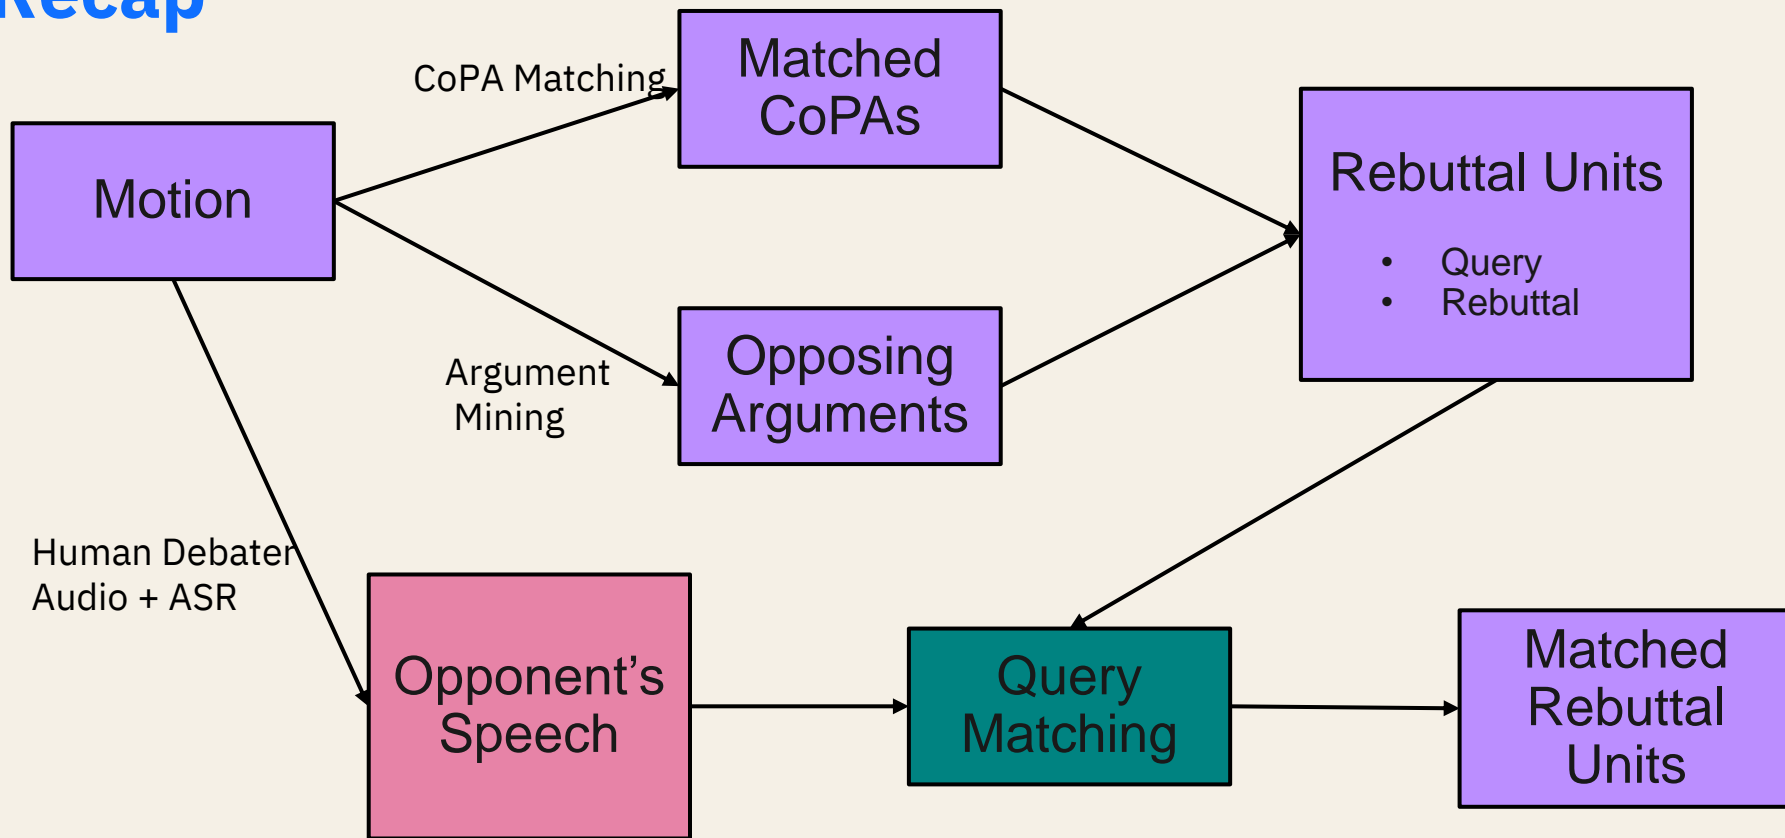 Recap
CoPA Matching
Matched
CoPAs
Motion
Rebuttal Units
• Query
• Rebuttal
Argument
Mining
Opposing
Arguments
Human Debater
Audio + ASR
Opponent’s
Speech
Query
Matching
Matched
Rebuttal
Units